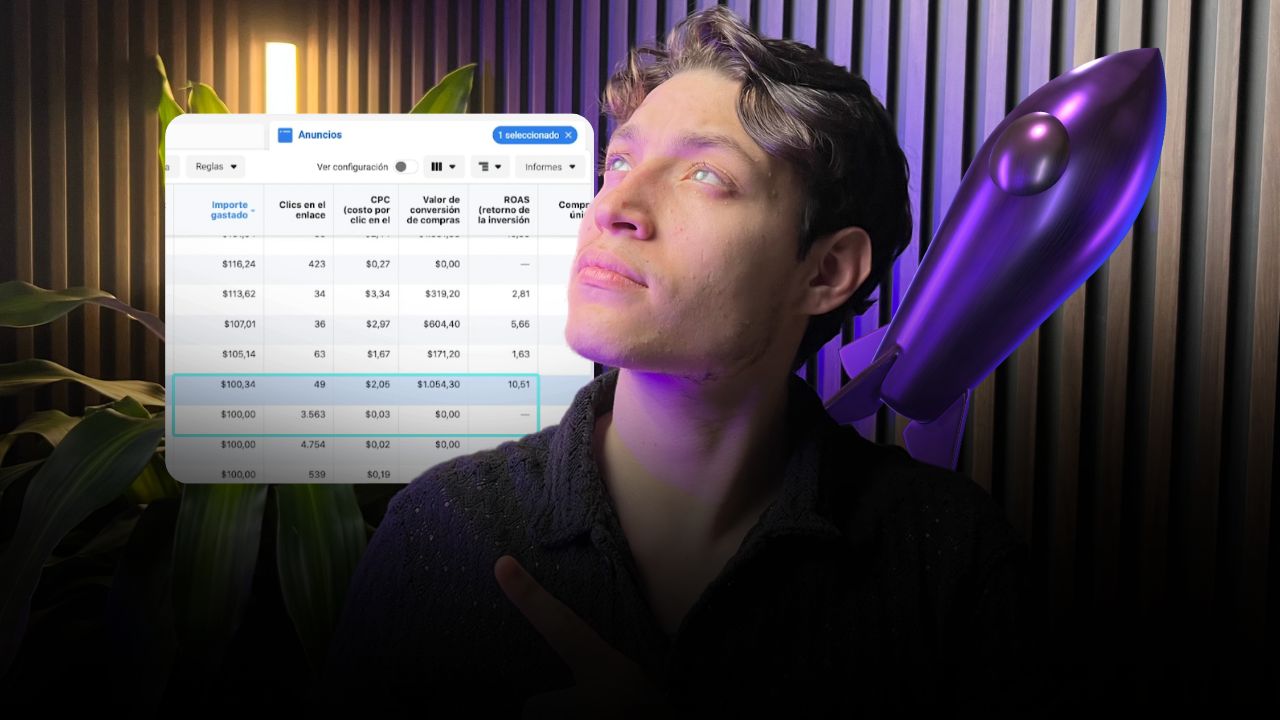 Anuncios
1 seleccionado
Reglas
Ver configuración
Informes
Importe
gastado
Clics en el
enlace
CPC
(costo por
clic en el
Valor de
conversión
de compras
ROAS
(retorno de
la inversión
$116,24 423 $0,27 $0,00 —
$113,62 34 $3,34 $319,20 2,81
$107,01 36 $2,97 $604,40 5,66
$105,14 63 $1,67 $171,20 1,63
$100,34 49 $2,05 $1.054,30 10,51
$100,00 3.563 $0,03 $0,00 —
$100,00 4.754 $0,02 $0,00
$100,00 539 $0,19